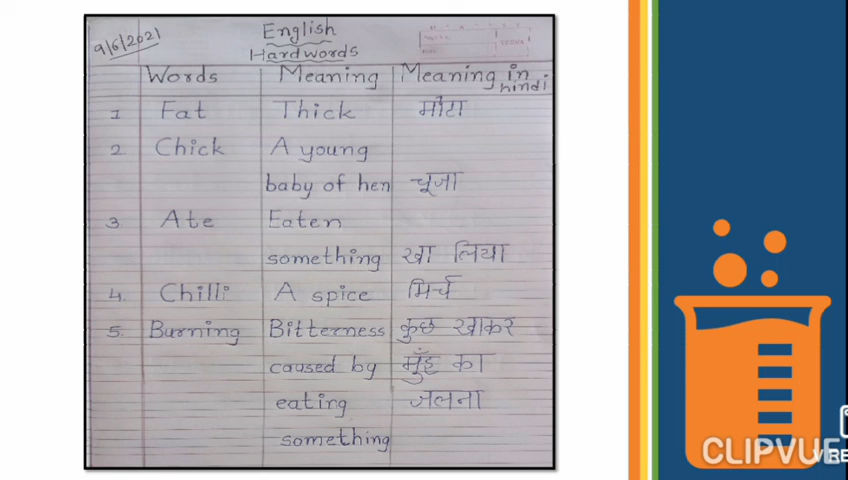 9/6/2021
English
Hardwords
Words Meaning Meaning in hindi
1 Fat Thick मोटा
2 Chick A young
baby of hen चूजा
3 Ate Eaten
something खा लिया
4. Chilli A spice मिर्च
5. Burning Bitterness कुछ खाकर
caused by मुँह का
eating जलना
something
CLIPVUE